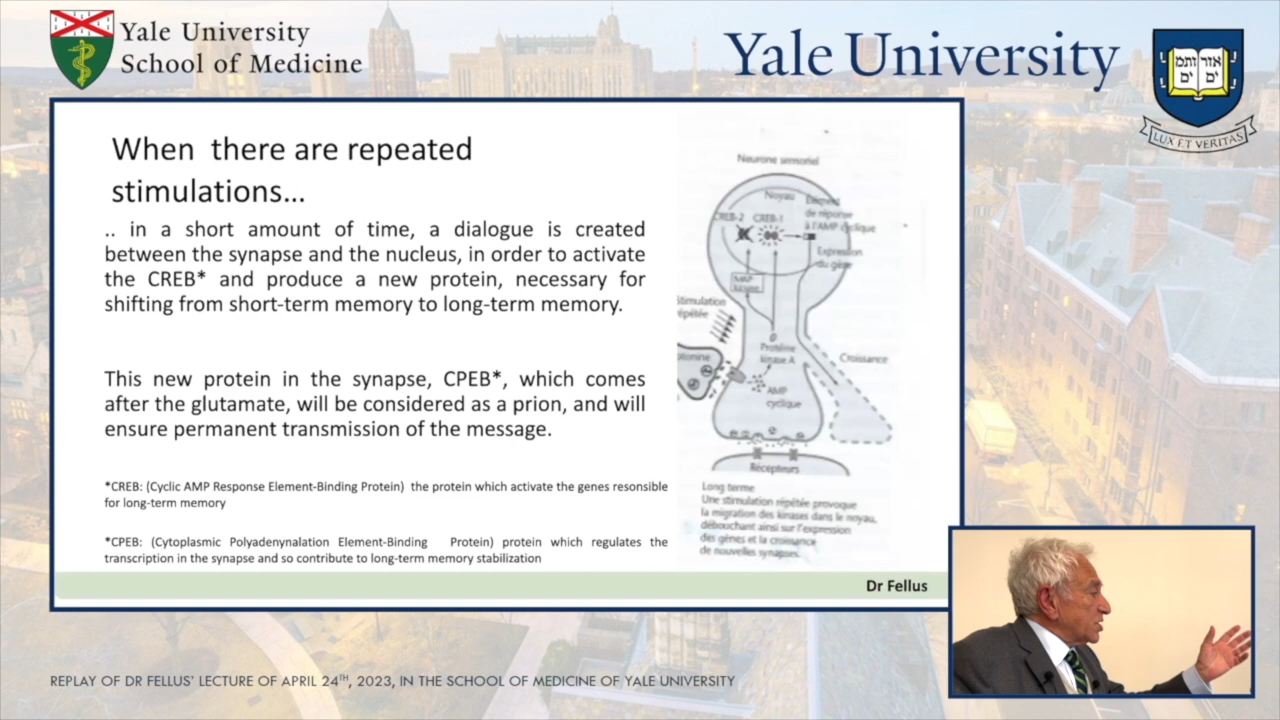 Yale University
School of Medicine
Yale University
אורים
ותמים
LUX ET VERITAS
When there are repeated
stimulations...
.. in a short amount of time, a dialogue is created
between the synapse and the nucleus, in order to activate
the CREB* and produce a new protein, necessary for
shifting from short-term memory to long-term memory.
This new protein in the synapse, CPEB*, which comes
after the glutamate, will be considered as a prion, and will
ensure permanent transmission of the message.
*CREB: (Cyclic AMP Response Element-Binding Protein) the protein which activate the genes resonsible
for long-term memory
*CPEB: (Cytoplasmic Polyadenynalation Element-Binding Protein) protein which regulates the
transcription in the synapse and so contribute to long-term memory stabilization
Neurone sensoriel
Noyau
Élément
de réponse
à l'AMP cyclique
CREB-2 CREB-1
Expression
du gène
MAP
kinase
Stimulation
répétée
Protéine
kinase A
Croissance
AMP
cyclique
Récepteurs
Long terme
Une stimulation répétée provoque
la migration des kinases dans le noyau,
débouchant ainsi sur l'expression
des gènes et la croissance
de nouvelles synapses.
Dr Fellus
REPLAY OF DR FELLUS' LECTURE OF APRIL 24TH, 2023, IN THE SCHOOL OF MEDICINE OF YALE UNIVERSITY